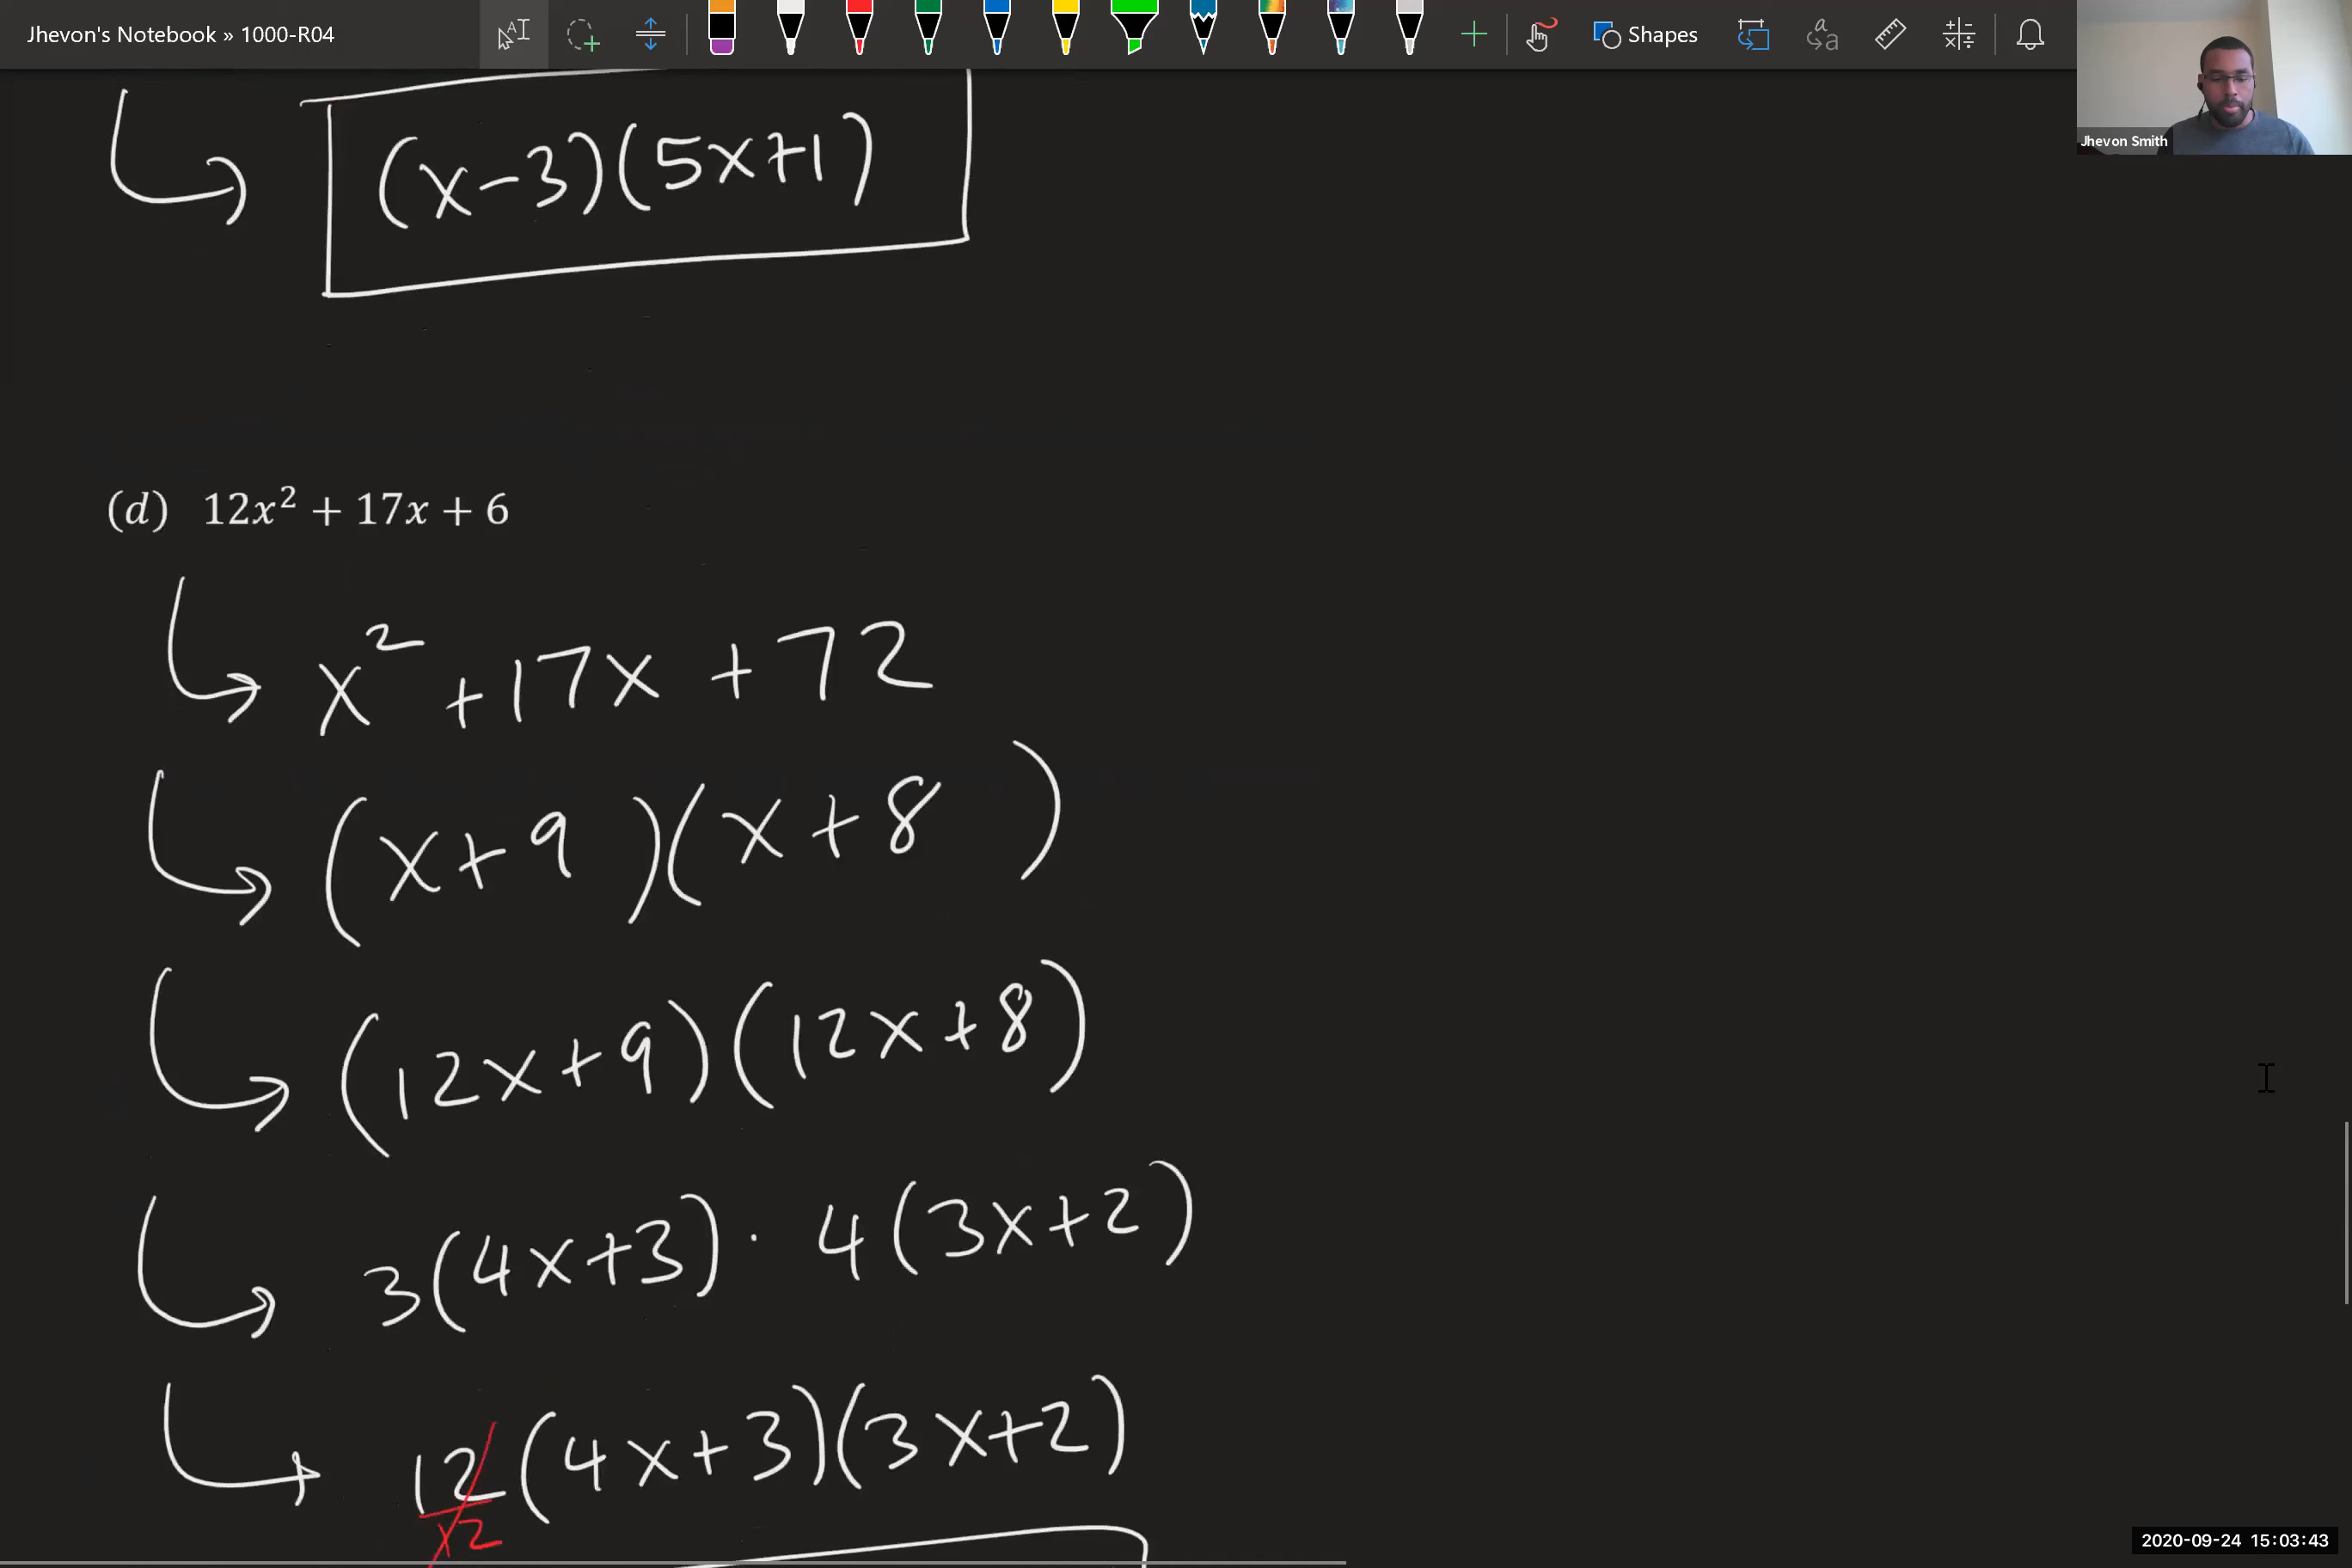 Jhevon's Notebook » 1000-R04
Shapes
Jhevon Smith
(x-3)(5x+1)
(d) 12x² + 17x + 6
x² +17x +72
(x+9)(x+8)
(12x+9)(12x+8)
3(4x+3) · 4(3x+2)
12(4x+3)(3x+2)
12
2020-09-24 15:03:43